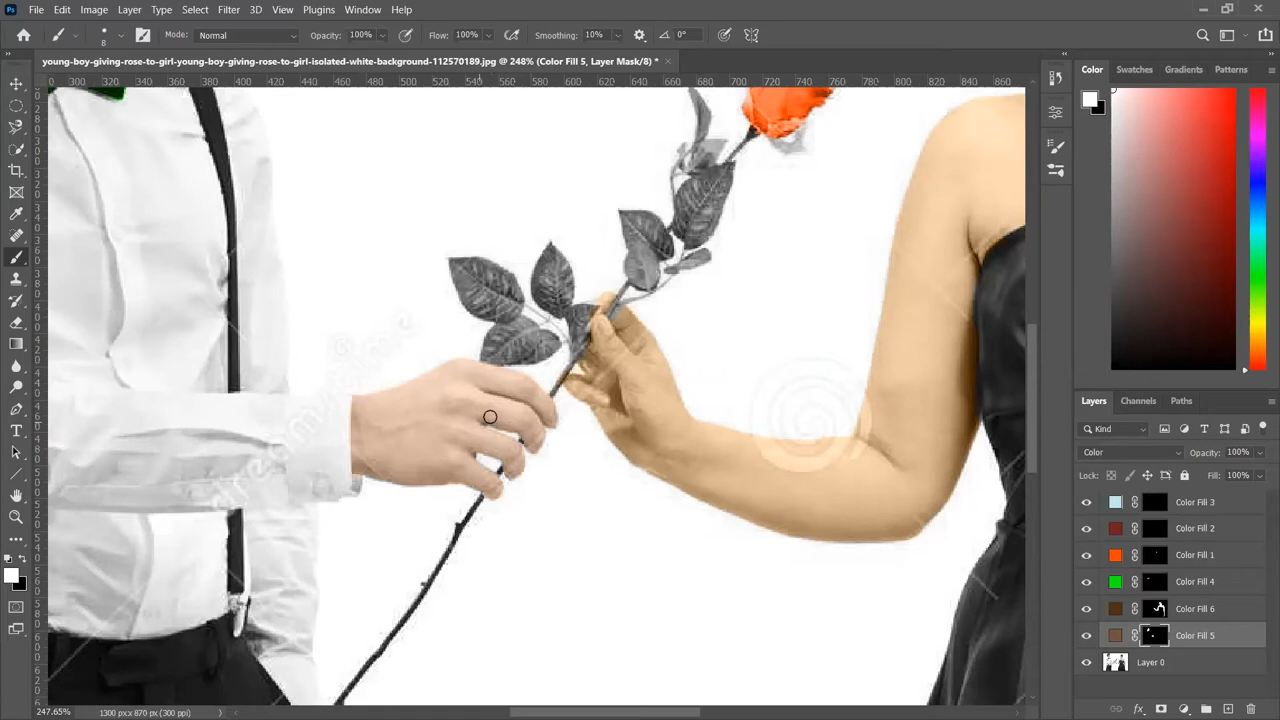 Ps File Edit Image Layer Type Select Filter 3D View Plugins Window Help
8 Mode: Normal Opacity: 100% Flow: 100% Smoothing: 10% 0°
young-boy-giving-rose-to-girl-young-boy-giving-rose-to-girl-isolated-white-background-112570189.jpg @ 248% (Color Fill 5, Layer Mask/8) *
300 320 340 360 380 400 420 440 460 480 500 520 540 560 580 600 620 640 660 680 700 720 740 760 780 800 820 840 860
Color Swatches Gradients Patterns
Layers Channels Paths
Kind
Color Opacity: 100%
Lock: Fill: 100%
Color Fill 3
Color Fill 2
Color Fill 1
Color Fill 4
Color Fill 6
Color Fill 5
Layer 0
247.65% 1300 px x 870 px (300 ppi)